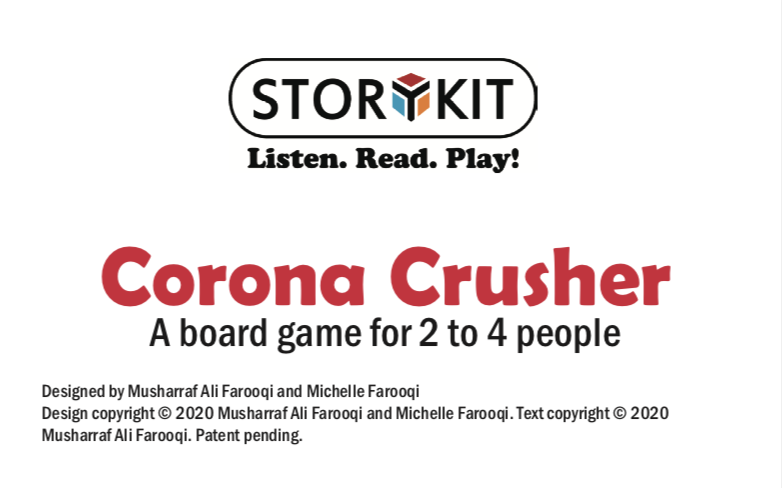 STORYKIT
Listen. Read. Play!
Corona Crusher
A board game for 2 to 4 people
Designed by Musharraf Ali Farooqi and Michelle Farooqi
Design copyright © 2020 Musharraf Ali Farooqi and Michelle Farooqi. Text copyright © 2020
Musharraf Ali Farooqi. Patent pending.